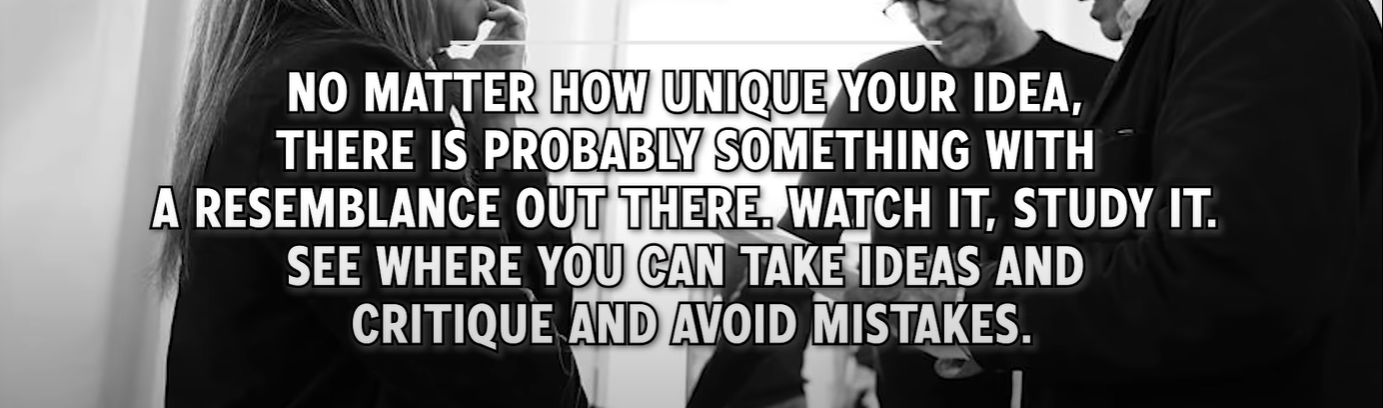 NO MATTER HOW UNIQUE YOUR IDEA,
THERE IS PROBABLY SOMETHING WITH
A RESEMBLANCE OUT THERE. WATCH IT, STUDY IT.
SEE WHERE YOU CAN TAKE IDEAS AND
CRITIQUE AND AVOID MISTAKES.